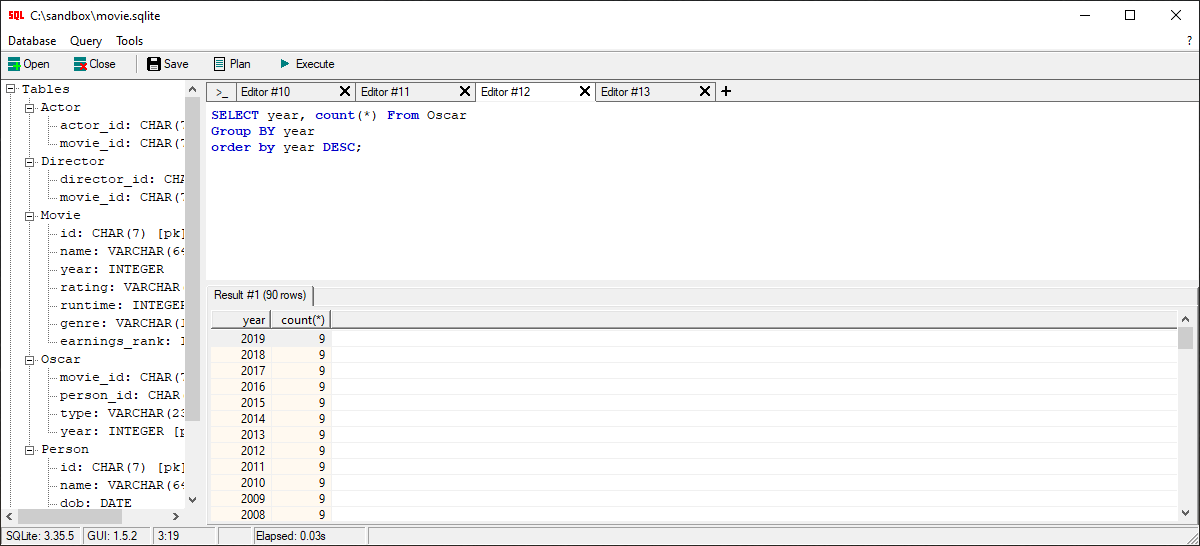 SQL C:\sandbox\movie.sqlite
Database Query Tools ?
Open Close Save Plan Execute
Tables
Actor
actor_id: CHAR(7
movie_id: CHAR(7
Director
director_id: CHA
movie_id: CHAR(7
Movie
id: CHAR(7) [pk]
name: VARCHAR(64
year: INTEGER
rating: VARCHAR
runtime: INTEGER
genre: VARCHAR(1
earnings_rank: I
Oscar
movie_id: CHAR(7
person_id: CHAR
type: VARCHAR(23
year: INTEGER [p
Person
id: CHAR(7) [pk]
name: VARCHAR(64
dob: DATE
>_ Editor #10 Editor #11 Editor #12 Editor #13
SELECT year, count(*) From Oscar
Group BY year
order by year DESC;
Result #1 (90 rows)
year count(*)
2019 9
2018 9
2017 9
2016 9
2015 9
2014 9
2013 9
2012 9
2011 9
2010 9
2009 9
2008 9
SQLite: 3.35.5 GUI: 1.5.2 3:19 Elapsed: 0.03s